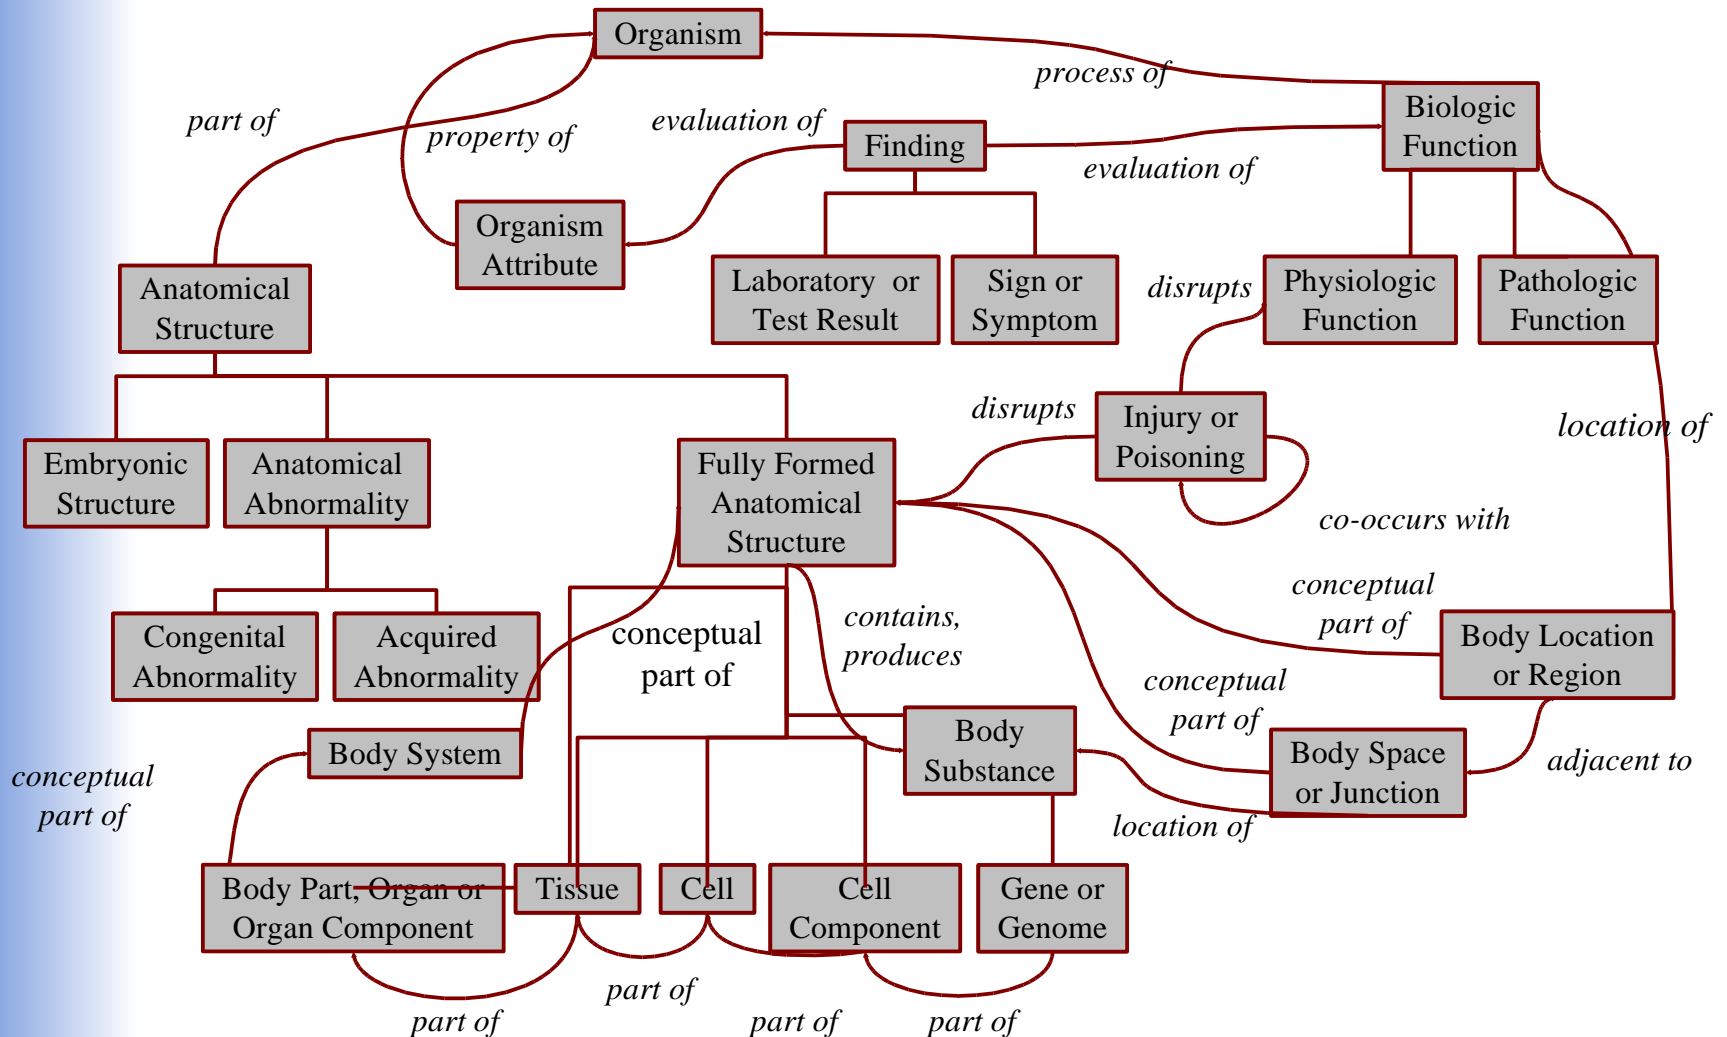 Organism
process of
Biologic
Function
part of
property of
evaluation of
Finding
evaluation of
Organism
Attribute
Anatomical
Structure
Laboratory or
Test Result
Sign or
Symptom
disrupts
Physiologic
Function
Pathologic
Function
disrupts
Injury or
Poisoning
location of
Embryonic
Structure
Anatomical
Abnormality
Fully Formed
Anatomical
Structure
co-occurs with
conceptual
part of
Congenital
Abnormality
Acquired
Abnormality
conceptual
part of
contains,
produces
Body Location
or Region
conceptual
part of
Body System
Body
Substance
Body Space
or Junction
adjacent to
conceptual
part of
location of
Body Part, Organ or
Organ Component
Tissue
Cell
Cell
Component
Gene or
Genome
part of
part of
part of
part of